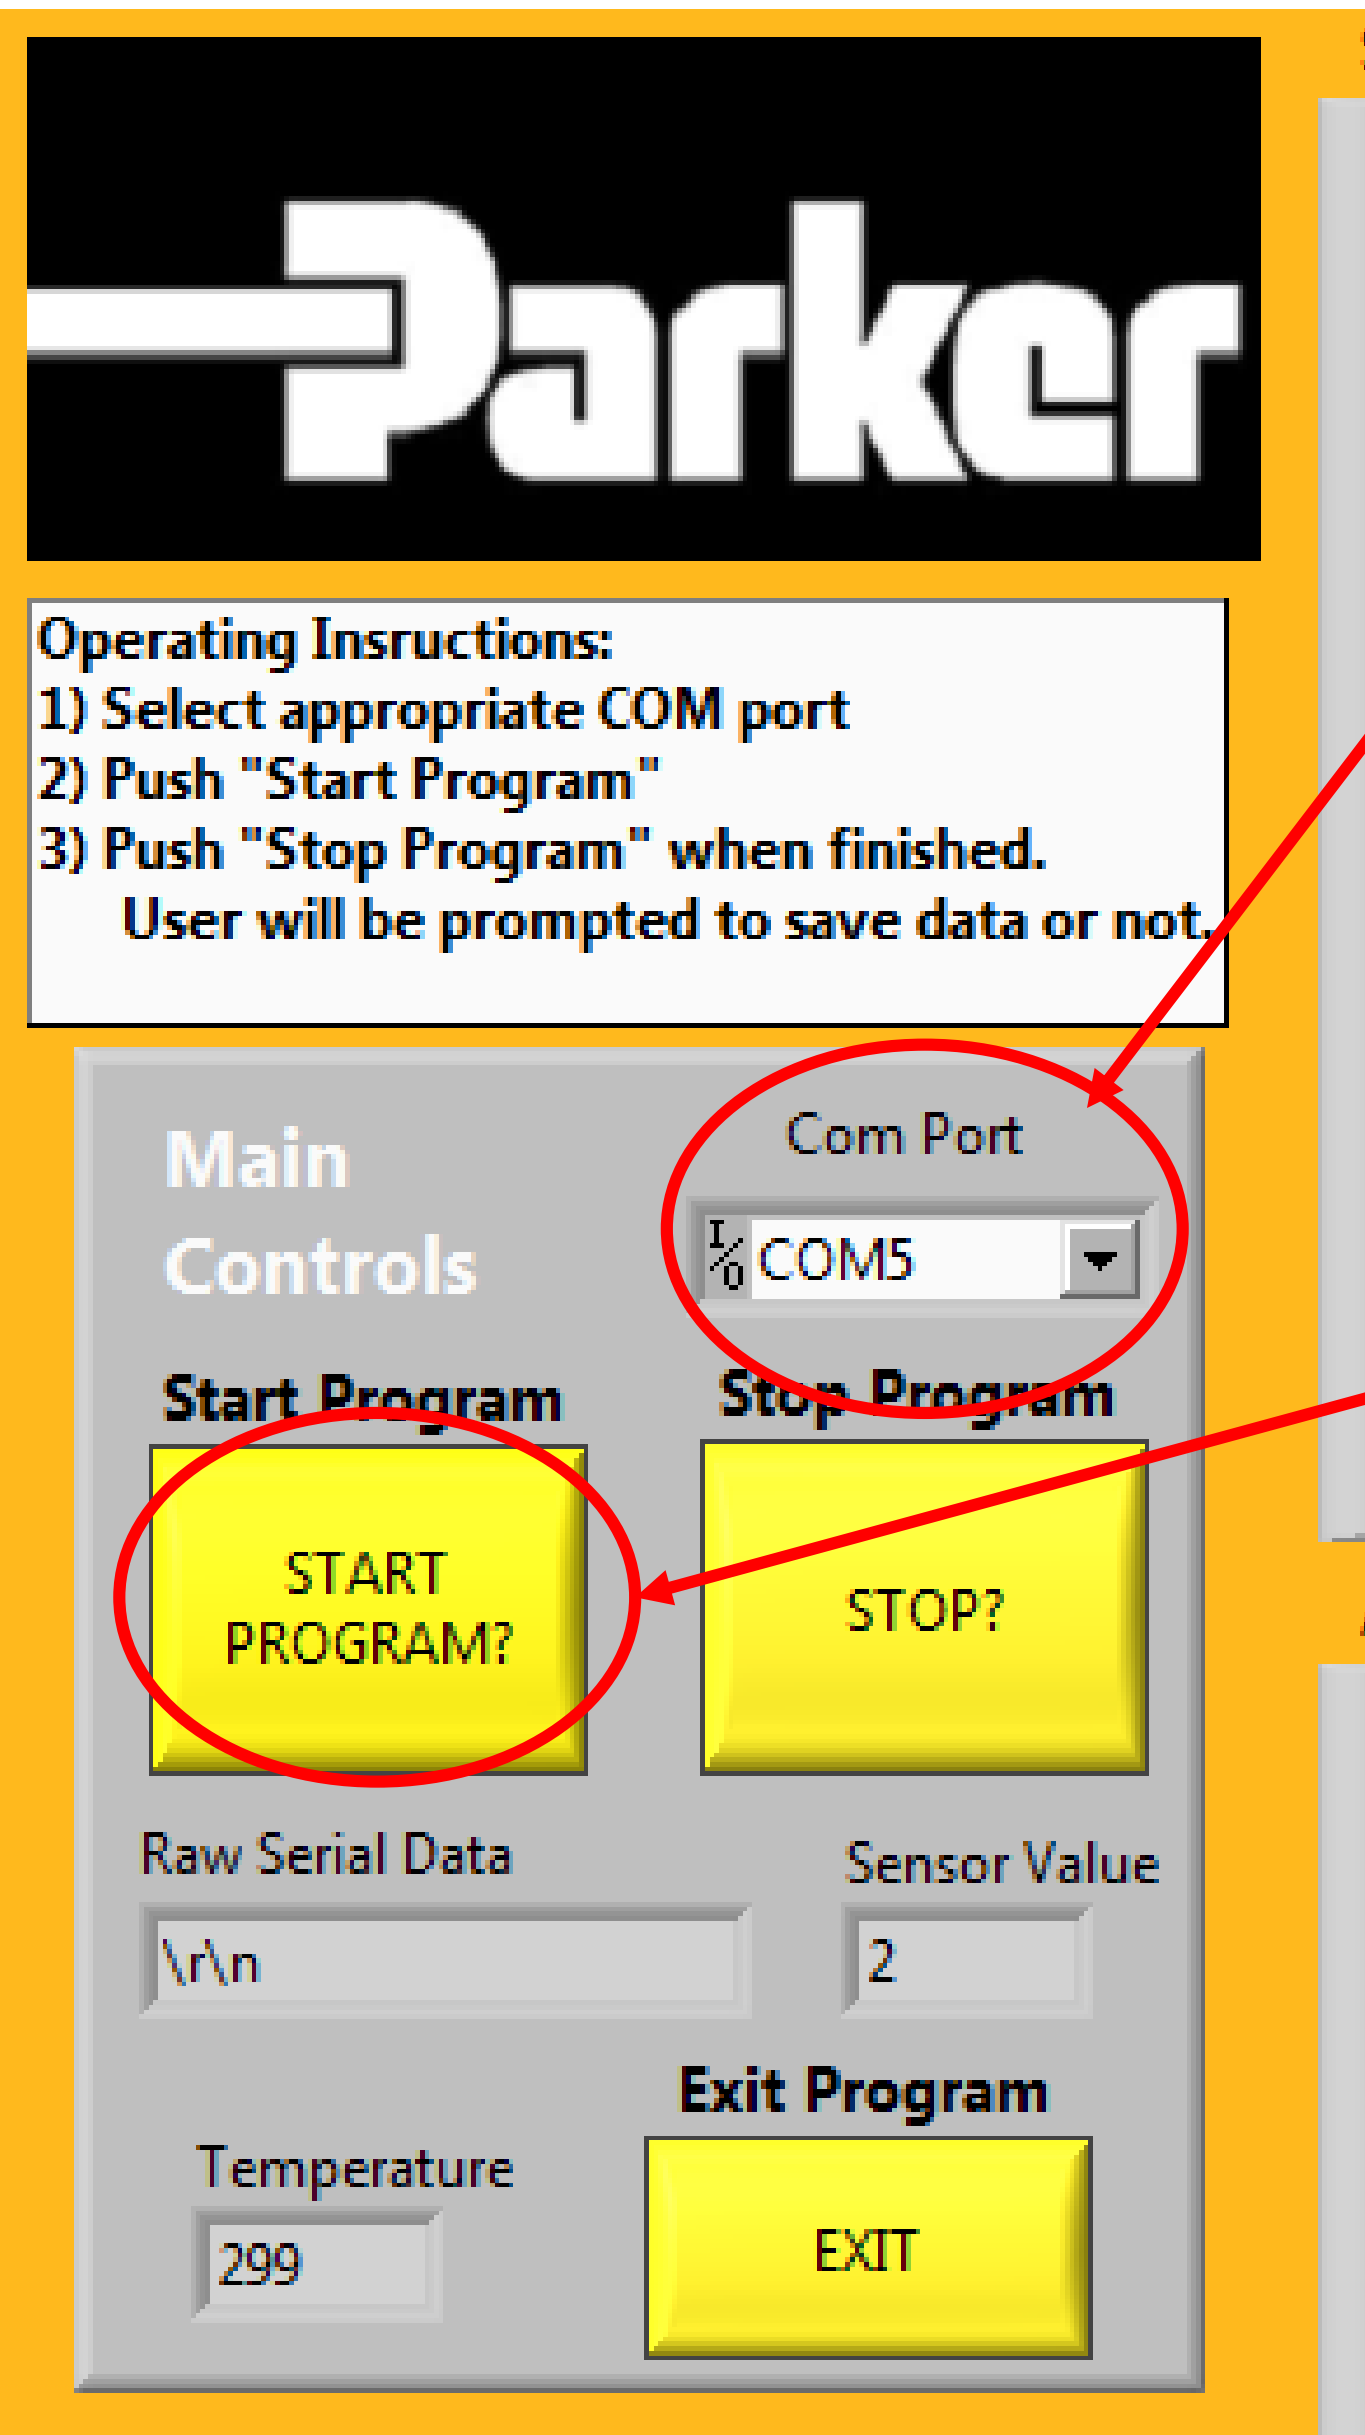 Parker
Operating Insructions:
1) Select appropriate COM port
2) Push "Start Program"
3) Push "Stop Program" when finished.
User will be prompted to save data or not.
Main
Controls
Com Port
I/O COM5
Start Program
Stop Program
START
PROGRAM?
STOP?
Raw Serial Data
Sensor Value
\r\n
2
Exit Program
Temperature
299
EXIT